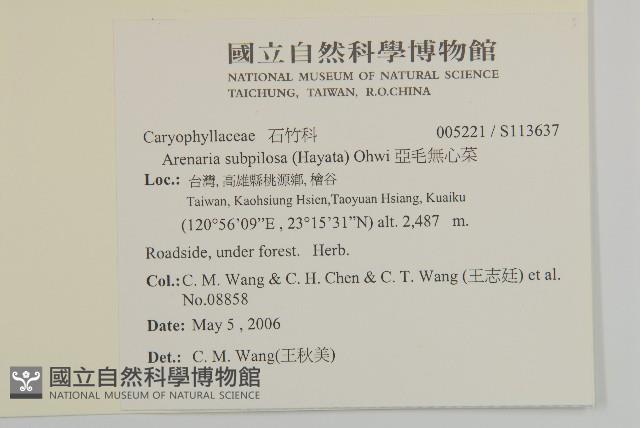 國立自然科學博物館
NATIONAL MUSEUM OF NATURAL SCIENCE
TAICHUNG, TAIWAN, R.O.CHINA
Caryophyllaceae 石竹科 005221 / S113637
Arenaria subpilosa (Hayata) Ohwi 亞毛無心菜
Loc.: 台灣, 高雄縣桃源鄉, 檜谷
Taiwan, Kaohsiung Hsien,Taoyuan Hsiang, Kuaiku
(120°56'09”E , 23°15'31”N) alt. 2,487 m.
Roadside, under forest. Herb.
Col.: C. M. Wang & C. H. Chen & C. T. Wang (王志廷) et al.
No.08858
Date: May 5 , 2006
Det.: C. M. Wang(王秋美)
國立自然科學博物館
NATIONAL MUSEUM OF NATURAL SCIENCE